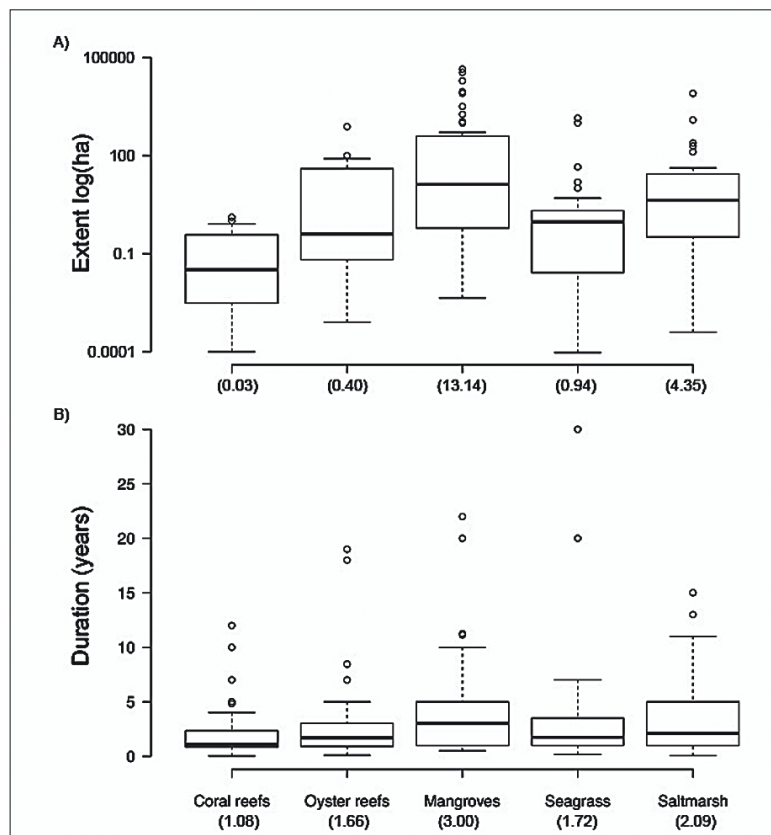 A)
Extent log(ha)
100000
100
0.1
0.0001
(0.03) (0.40) (13.14) (0.94) (4.35)
B)
Duration (years)
30
25
20
15
10
5
0
Coral reefs Oyster reefs Mangroves Seagrass Saltmarsh
(1.08) (1.66) (3.00) (1.72) (2.09)